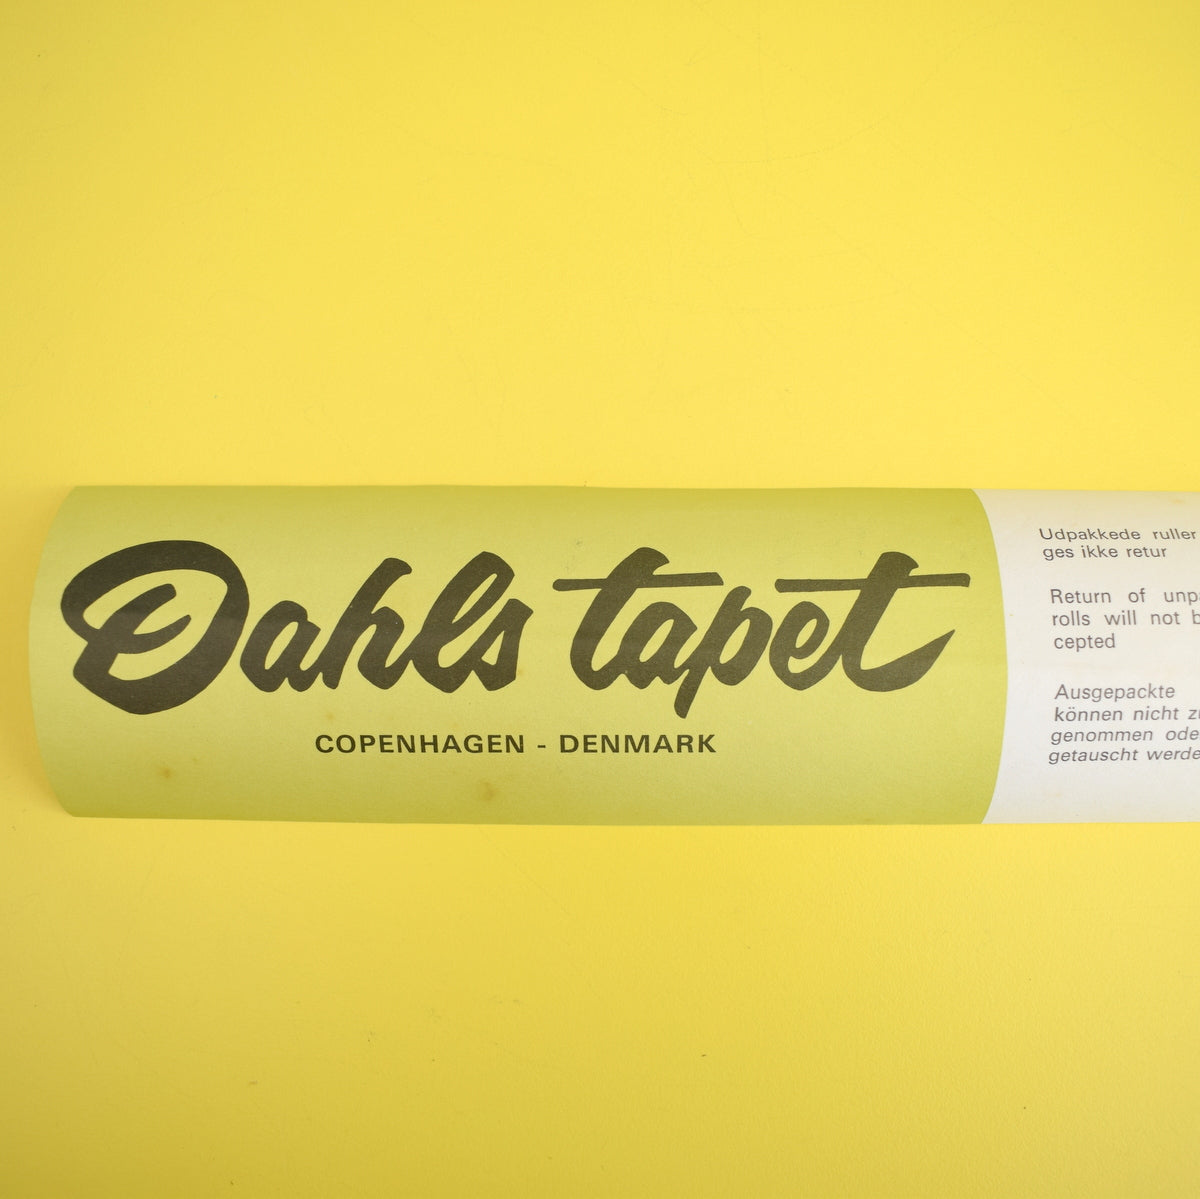 Dahls tapet
COPENHAGEN - DENMARK
Udpakkede ruller
ges ikke retur
Return of
rolls will not
cepted
Ausgepackte
können nicht
genommen
getauscht